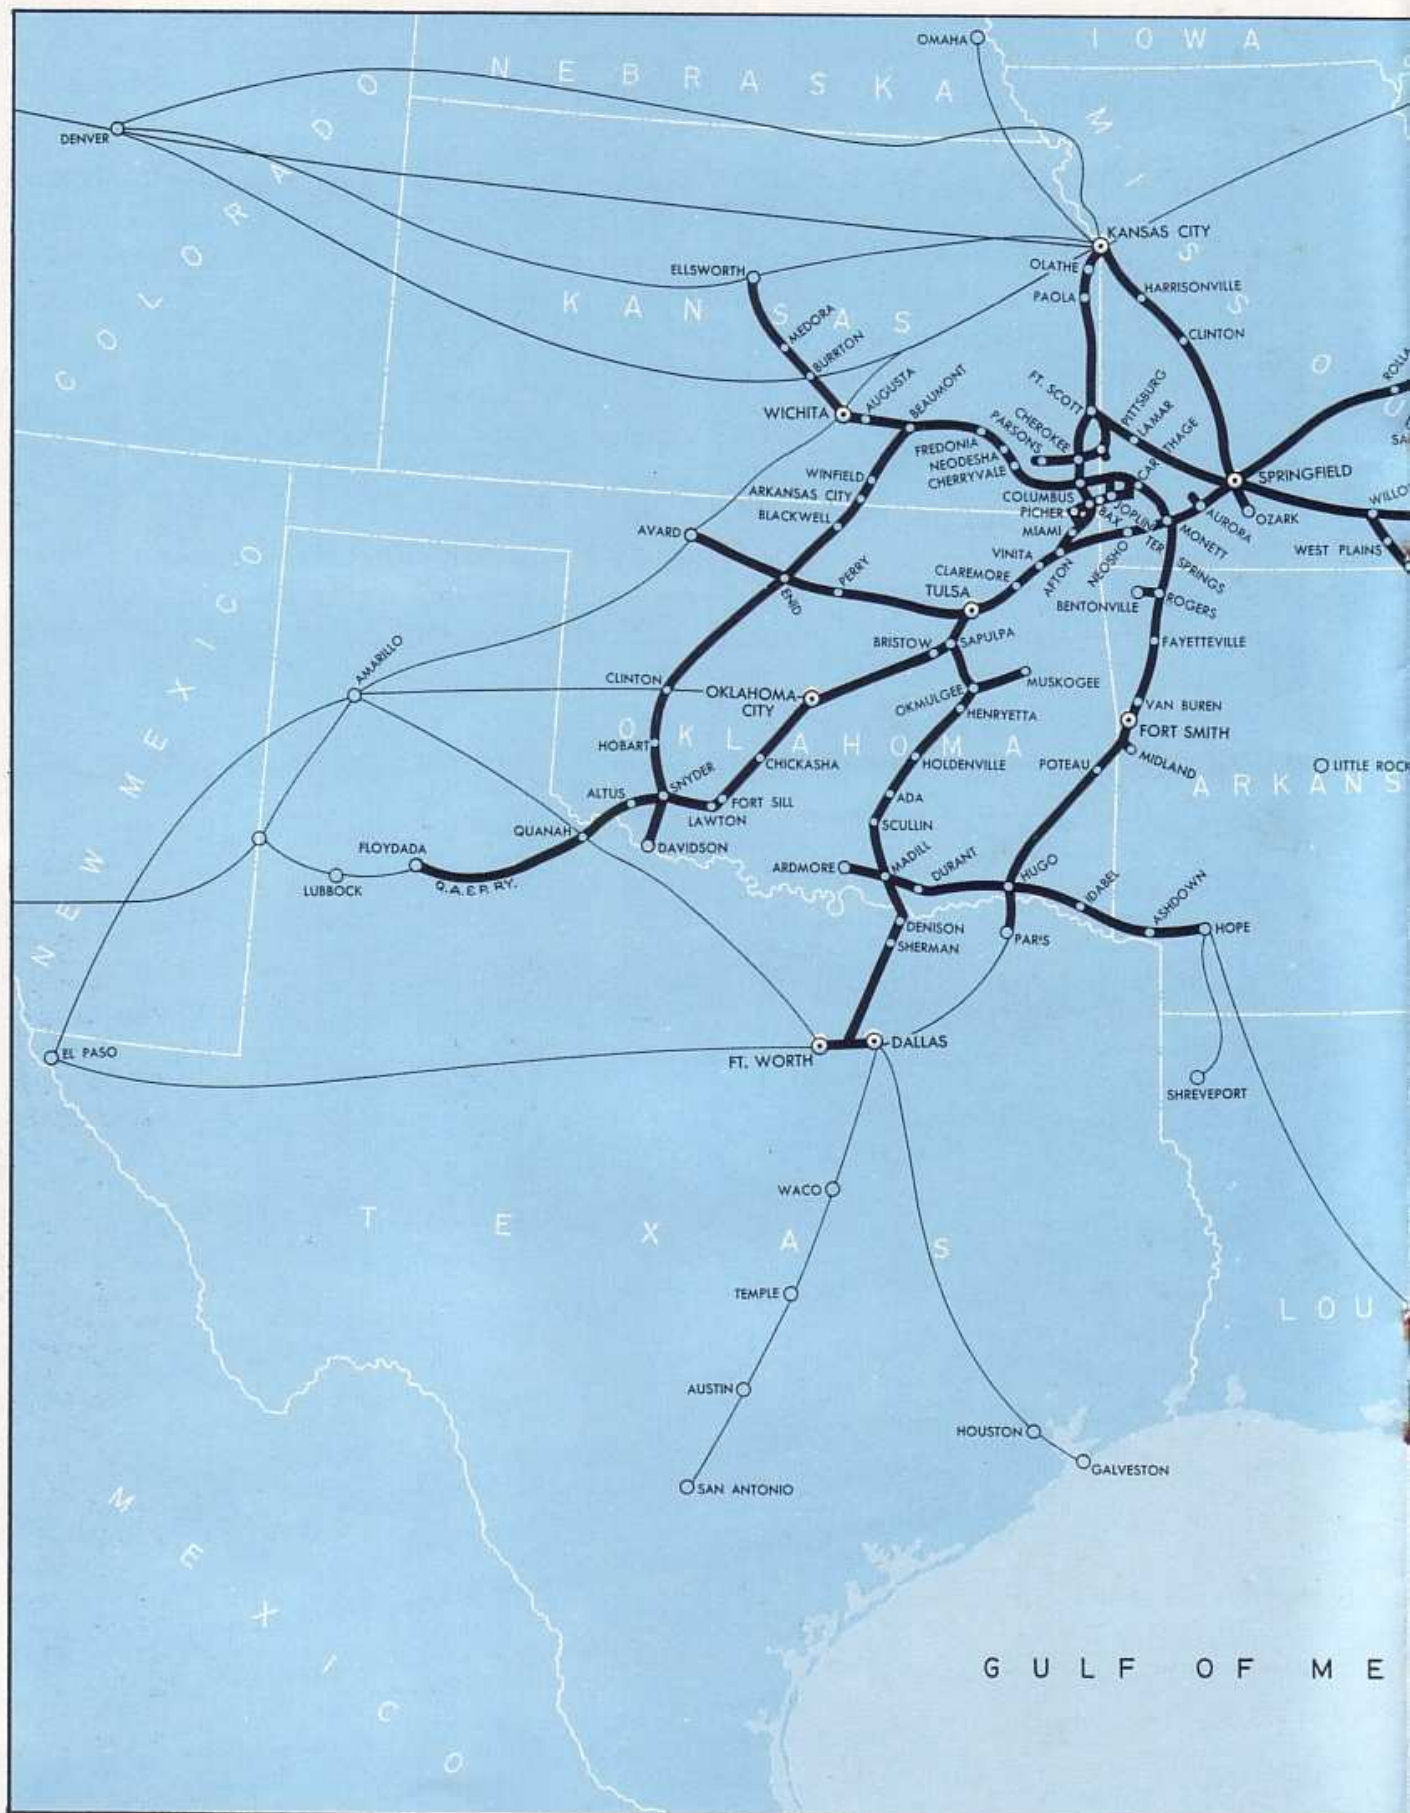 OMAHA
IOWA
NEBRASKA
COLORADO
DENVER
MISSOU
KANSAS CITY
OLATHE
HARRISONVILLE
PAOLA
ELLSWORTH
KANSAS
MEDORA
CLINTON
BURRTON
ROLLA
AUGUSTA
BEAUMONT
WICHITA
FT. SCOTT
PITTSBURG
LAMAR
CHEROKEE
PARSONS
CARTHAGE
FREDONIA
NEODESHA
CHERRYVALE
WINFIELD
SPRINGFIELD
ARKANSAS CITY
COLUMBUS
PICHER
JOPLIN
BAXTER SPRINGS
BLACKWELL
MIAMI
AURORA
OZARK
WILLO
MONETT
AVARD
VINITA
NEOSHO
WEST PLAINS
AFTON
CLAREMORE
PERRY
ENID
TULSA
BENTONVILLE
ROGERS
NEW MEXICO
AMARILLO
BRISTOW
SAPULPA
FAYETTEVILLE
CLINTON
OKLAHOMA
CITY
OKMULGEE
MUSKOGEE
HENRYETTA
VAN BUREN
FORT SMITH
OKLAHOMA
HOBART
CHICKASHA
HOLDENVILLE
POTEAU
MIDLAND
LITTLE ROCK
ARKANS
ALTUS
SNYDER
FORT SILL
LAWTON
ADA
QUANAH
SCULLIN
DAVIDSON
FLOYDADA
LUBBOCK
Q.A.& P. RY.
ARDMORE
MADILL
DURANT
HUGO
IDABEL
ASHDOWN
HOPE
DENISON
PARIS
SHERMAN
EL PASO
DALLAS
FT. WORTH
SHREVEPORT
WACO
TEXAS
TEMPLE
LOU
AUSTIN
HOUSTON
GALVESTON
SAN ANTONIO
MEXICO
GULF OF ME